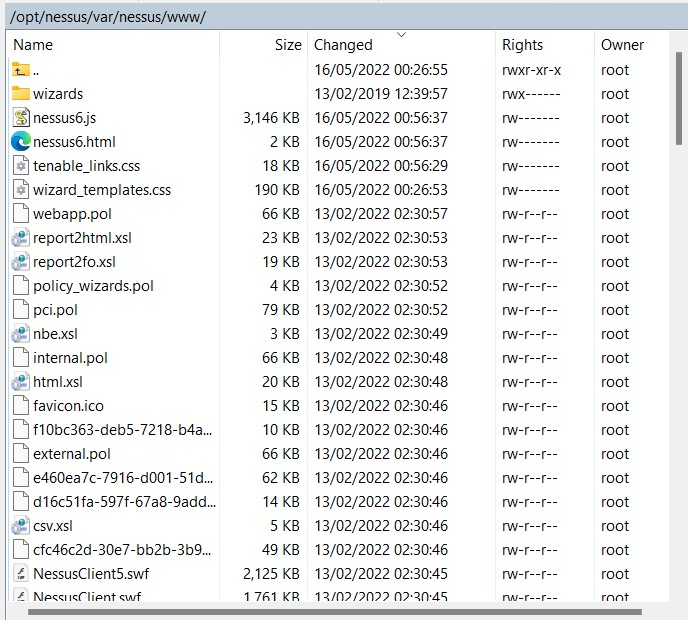 /opt/nessus/var/nessus/www/
Name Size Changed Rights Owner
.. 16/05/2022 00:26:55 rwxr-xr-x root
wizards 13/02/2019 12:39:57 rwx------ root
nessus6.js 3,146 KB 16/05/2022 00:56:37 rw------- root
nessus6.html 2 KB 16/05/2022 00:56:37 rw------- root
tenable_links.css 18 KB 16/05/2022 00:56:29 rw------- root
wizard_templates.css 190 KB 16/05/2022 00:26:53 rw------- root
webapp.pol 66 KB 13/02/2022 02:30:57 rw-r--r-- root
report2html.xsl 23 KB 13/02/2022 02:30:53 rw-r--r-- root
report2fo.xsl 19 KB 13/02/2022 02:30:53 rw-r--r-- root
policy_wizards.pol 4 KB 13/02/2022 02:30:52 rw-r--r-- root
pci.pol 79 KB 13/02/2022 02:30:52 rw-r--r-- root
nbe.xsl 3 KB 13/02/2022 02:30:49 rw-r--r-- root
internal.pol 66 KB 13/02/2022 02:30:48 rw-r--r-- root
html.xsl 20 KB 13/02/2022 02:30:48 rw-r--r-- root
favicon.ico 15 KB 13/02/2022 02:30:46 rw-r--r-- root
f10bc363-deb5-7218-b4a... 10 KB 13/02/2022 02:30:46 rw-r--r-- root
external.pol 66 KB 13/02/2022 02:30:46 rw-r--r-- root
e460ea7c-7916-d001-51d... 62 KB 13/02/2022 02:30:46 rw-r--r-- root
d16c51fa-597f-67a8-9add... 14 KB 13/02/2022 02:30:46 rw-r--r-- root
csv.xsl 5 KB 13/02/2022 02:30:46 rw-r--r-- root
cfc46c2d-30e7-bb2b-3b9... 49 KB 13/02/2022 02:30:46 rw-r--r-- root
NessusClient5.swf 2,125 KB 13/02/2022 02:30:45 rw-r--r-- root
NessusClient.swf 1,761 KB 13/02/2022 02:30:45 rw-r--r-- root